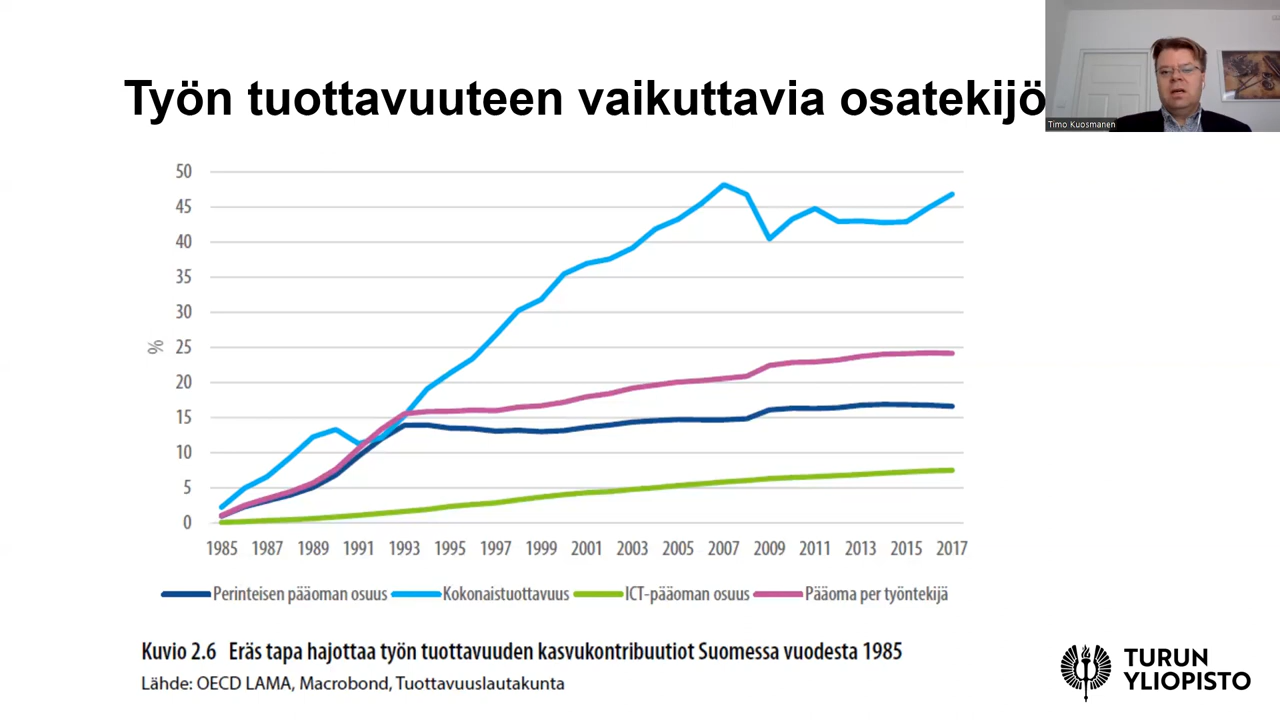 Työn tuottavuuteen vaikuttavia osatekijö
Timo Kuosmanen
50
45
40
35
30
25
20
15
10
5
0
%
1985 1987 1989 1991 1993 1995 1997 1999 2001 2003 2005 2007 2009 2011 2013 2015 2017
Perinteisen pääoman osuus Kokonaistuottavuus ICT-pääoman osuus Pääoma per työntekijä
Kuvio 2.6 Eräs tapa hajottaa työn tuottavuuden kasvukontribuutiot Suomessa vuodesta 1985
Lähde: OECD LAMA, Macrobond, Tuottavuuslautakunta
TURUN
YLIOPISTO